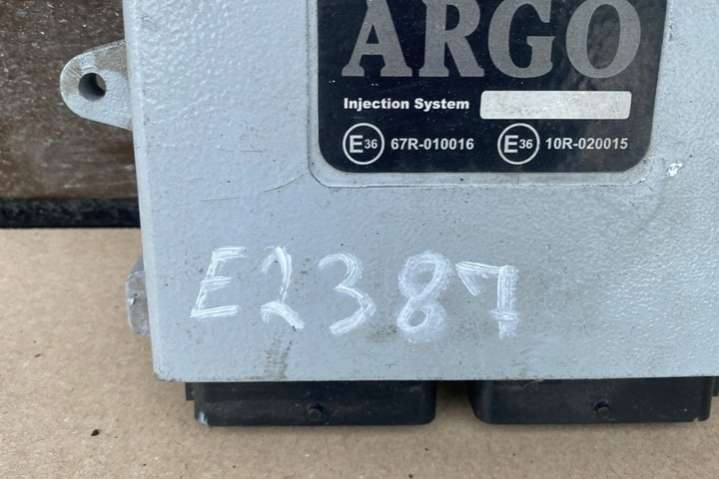 ARGO
Injection System
E36 67R-010016 E36 10R-020015
E2387